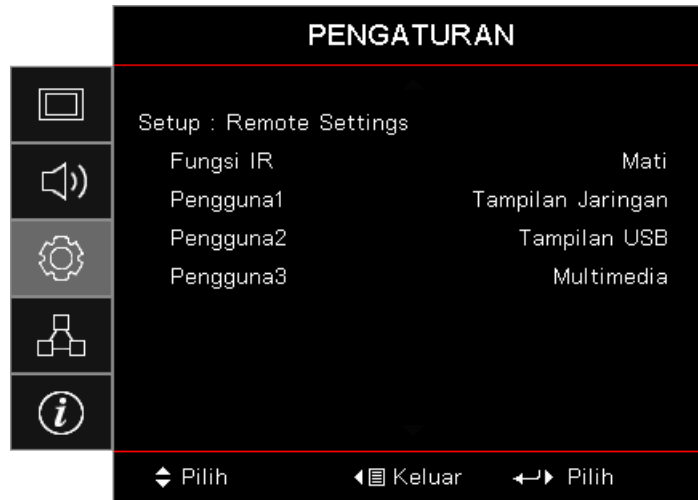 PENGATURAN
Setup : Remote Settings
Fungsi IR Mati
Pengguna1 Tampilan Jaringan
Pengguna2 Tampilan USB
Pengguna3 Multimedia
Pilih Keluar Pilih